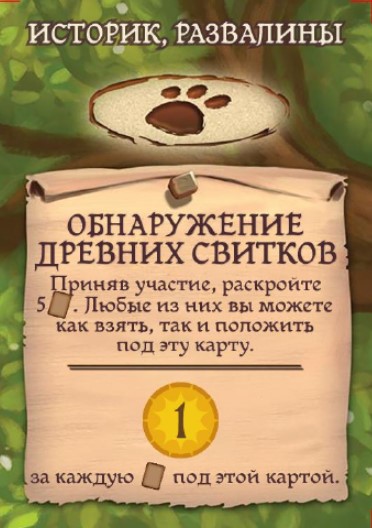 ИСТОРИК, РАЗВАЛИНЫ
ОБНАРУЖЕНИЕ
ДРЕВНИХ СВИТКОВ
Приняв участие, раскройте
5 . Любые из них вы можете
как взять, так и положить
под эту карту.
1
за каждую под этой картой.